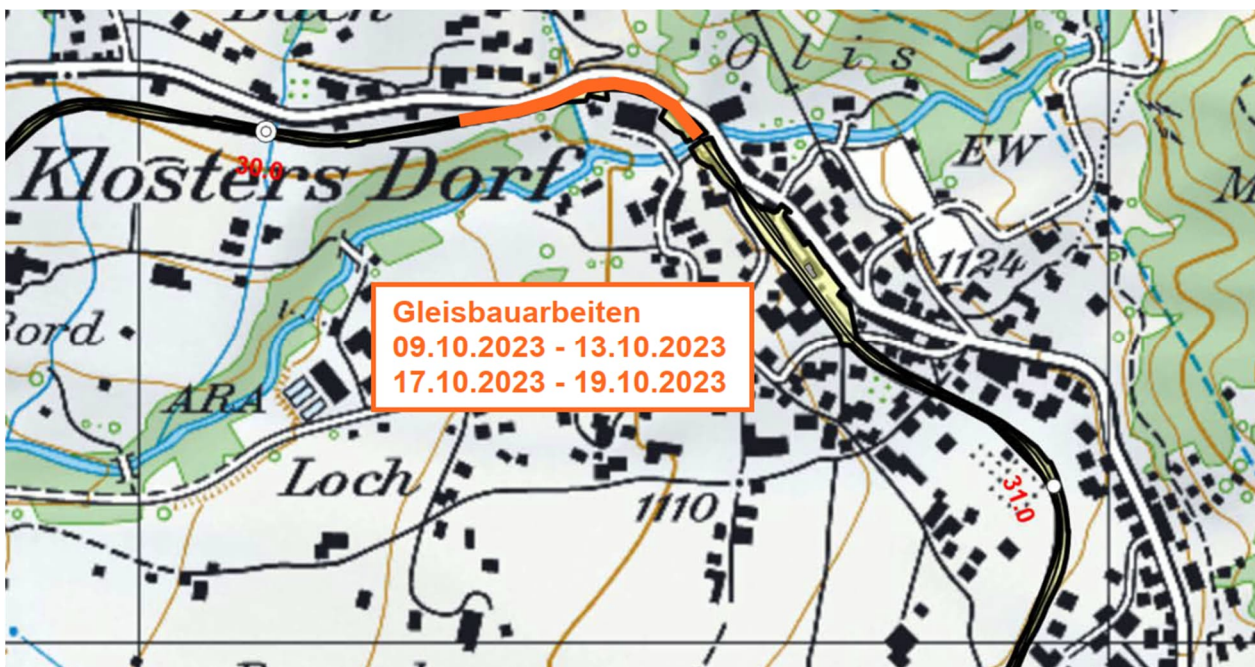 Bach
Olis
30.0
Klosters Dorf
EW
1124
Gleisbauarbeiten
09.10.2023 - 13.10.2023
17.10.2023 - 19.10.2023
ARA
Loch
1110
31.0